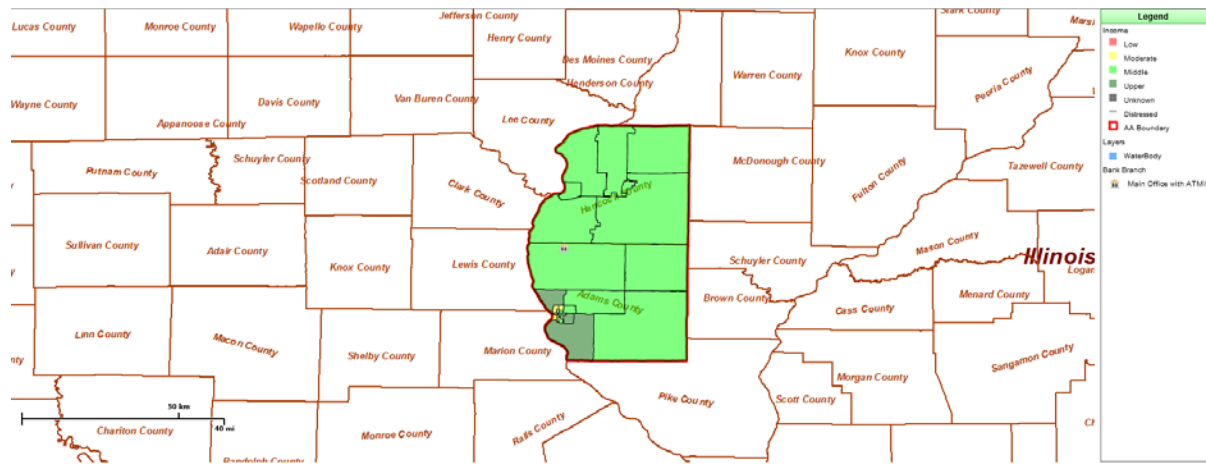 Lucas County
Monroe County
Wapello County
Jefferson County
Henry County
Stark County
Knox County
Des Moines County
Warren County
Henderson County
Peoria County
Wayne County
Davis County
Van Buren County
Appanoose County
Lee County
Putnam County
Schuyler County
Scotland County
Clark County
McDonough County
Fulton County
Tazewell County
Hancock County
Sullivan County
Adair County
Knox County
Lewis County
Schuyler County
Mason County
Illinois
Logan
Adams County
Brown County
Cass County
Menard County
Linn County
Macon County
Shelby County
Marion County
Sangamon County
Morgan County
Pike County
Scott County
50 km
40 mi
Chariton County
Monroe County
Ralls County
Randolph County
Legend
Income
Low
Moderate
Middle
Upper
Unknown
Distressed
AA Boundary
Layers
WaterBody
Bank Branch
Main Office with ATM